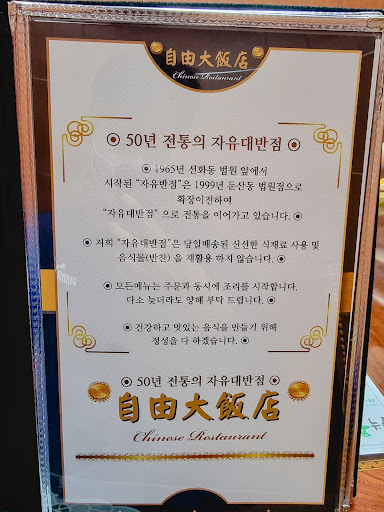 自由大飯店
Chinese Restaurant
◉ 50년 전통의 자유대반점 ◉
◉ 1965년 선화동 법원 앞에서
시작된 "자유반점"은 1999년 둔산동 법원점으로
확장이전하여
"자유대반점" 으로 전통을 이어가고 있습니다. ◉
◉ 저희 "자유대반점"은 당일배송된 신선한 식재료 사용 및
음식물(반찬) 을 재활용 하지 않습니다. ◉
◉ 모든메뉴는 주문과 동시에 조리를 시작합니다.
다소 늦더라도 양해 부탁 드립니다. ◉
◉ 건강하고 맛있는 음식을 만들기 위해
정성을 다 하겠습니다. ◉
◉ 50년 전통의 자유대반점 ◉
自由大飯店
Chinese Restaurant